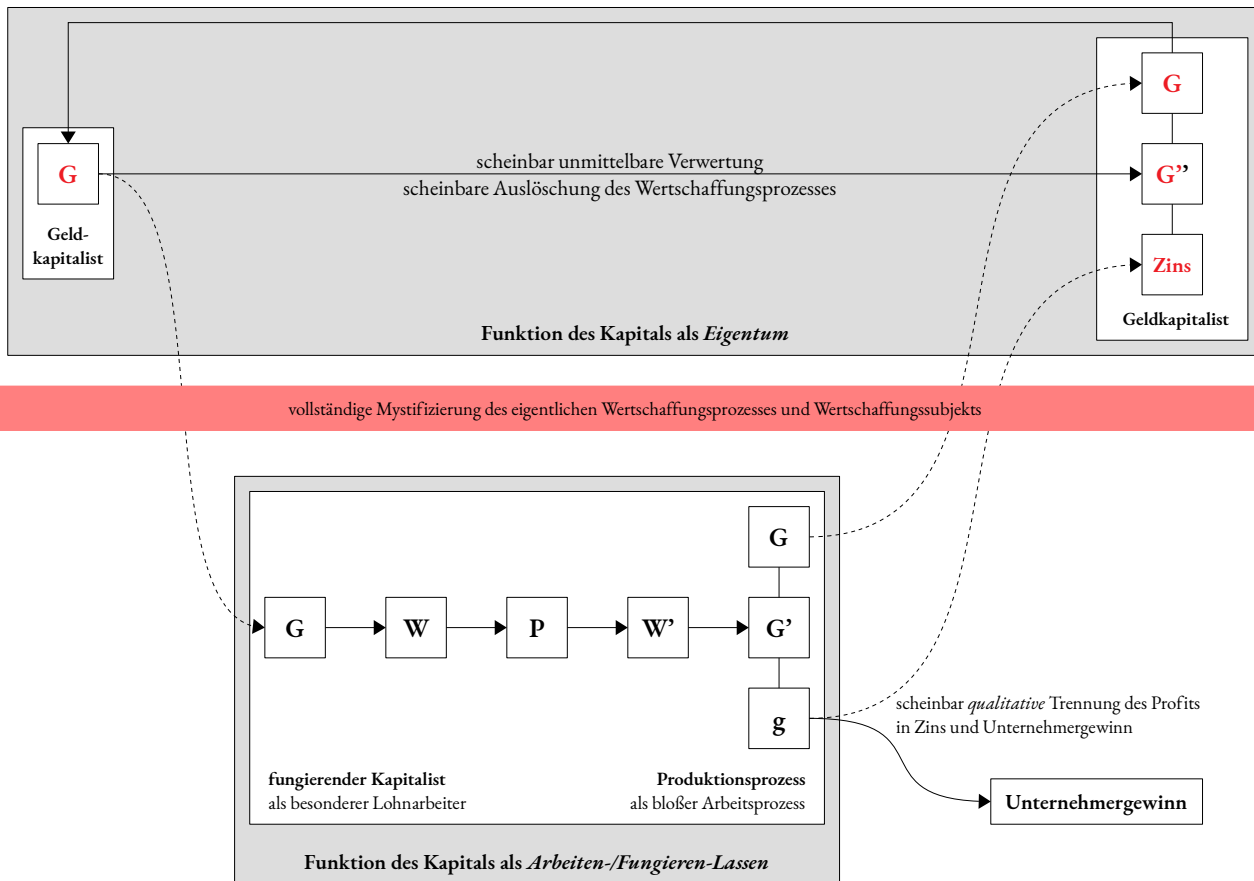 G
G
scheinbar unmittelbare Verwertung
scheinbare Auslöschung des Wertschaffungsprozesses
G’’
Geld-
kapitalist
Zins
Geldkapitalist
Funktion des Kapitals als Eigentum
vollständige Mystifizierung des eigentlichen Wertschaffungsprozesses und Wertschaffungssubjekts
G
G
W
P
W’
G’
g
scheinbar qualitative Trennung des Profits
in Zins und Unternehmergewinn
fungierender Kapitalist
als besonderer Lohnarbeiter
Produktionsprozess
als bloßer Arbeitsprozess
Unternehmergewinn
Funktion des Kapitals als Arbeiten-/Fungieren-Lassen